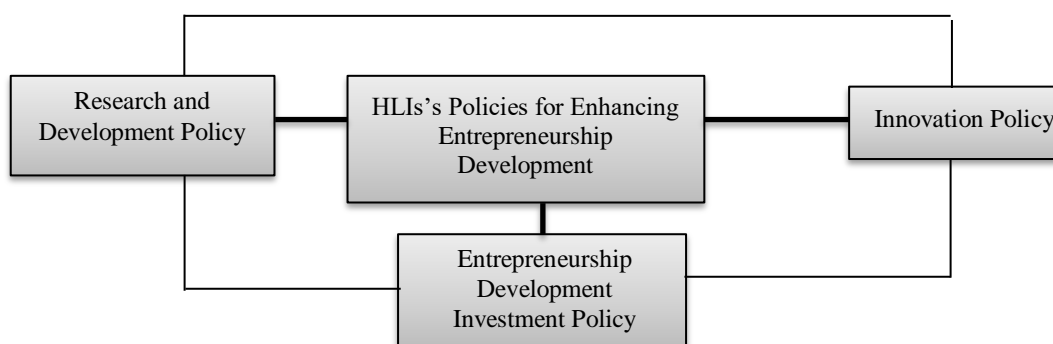 Research and
Development Policy
HLIs's Policies for Enhancing
Entrepreneurship
Development
Innovation Policy
Entrepreneurship
Development
Investment Policy